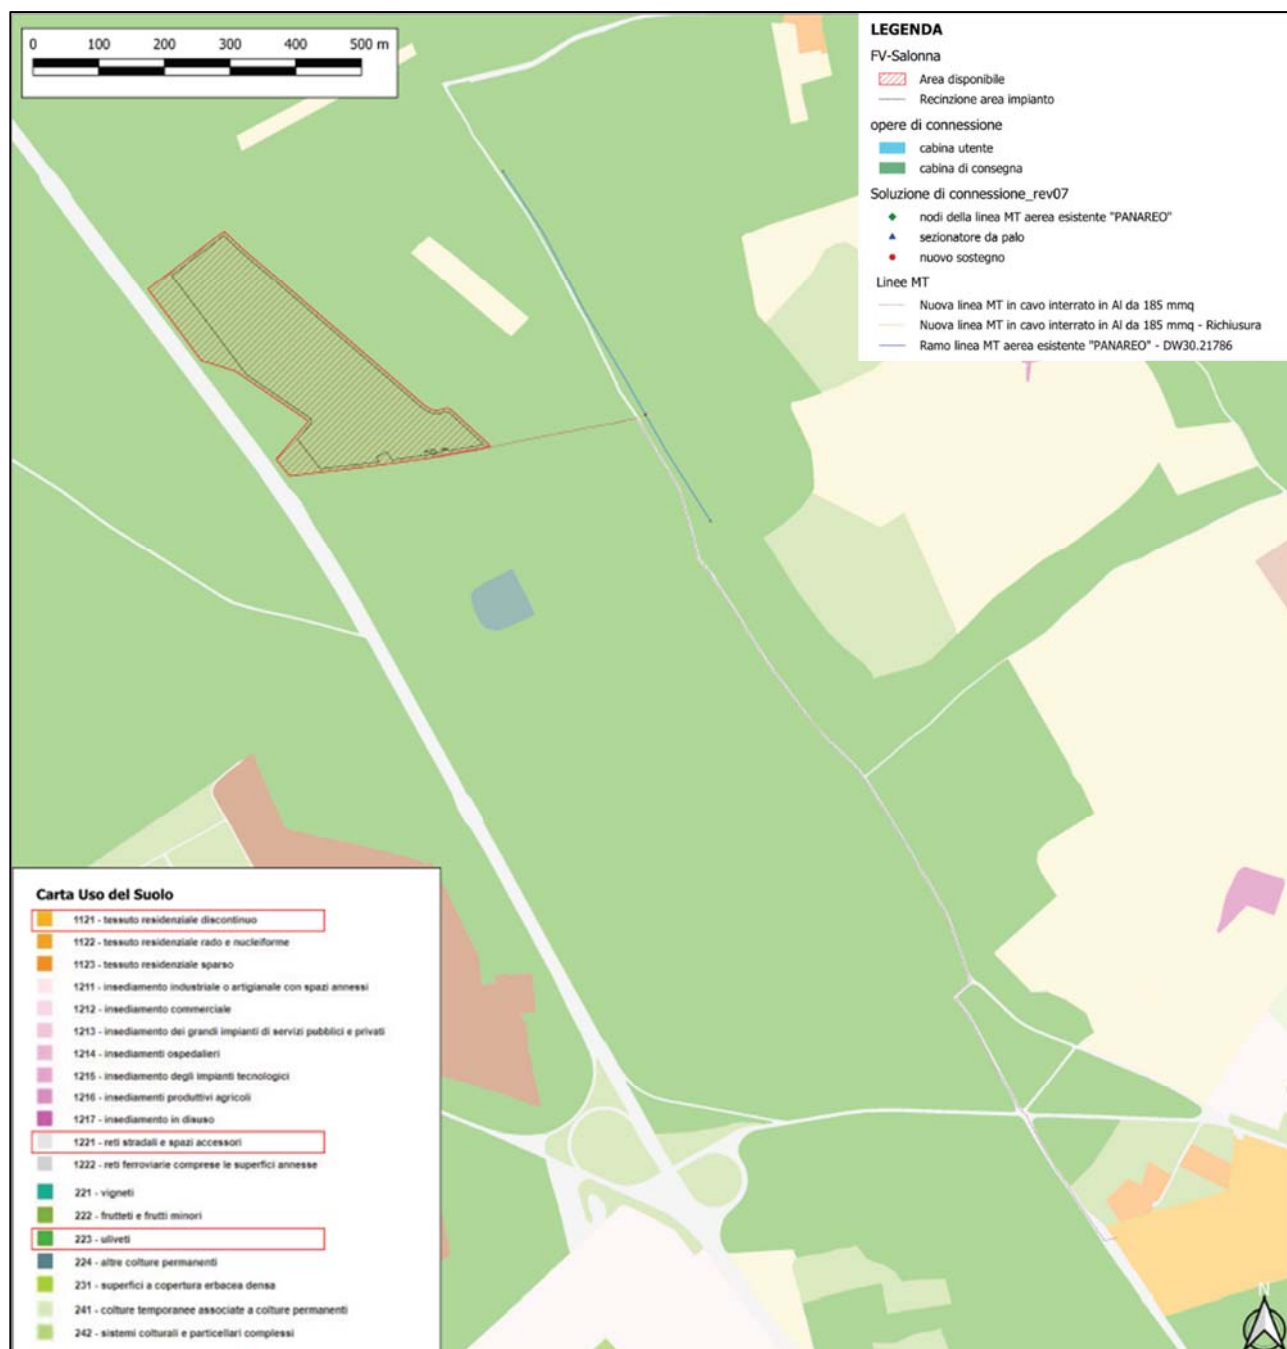 0 100 200 300 400 500 m
LEGENDA
FV-Salonna
Area disponibile
Recinzione area impianto
opere di connessione
cabina utente
cabina di consegna
Soluzione di connessione_rev07
nodi della linea MT aerea esistente "PANAREO"
sezionatore da palo
nuovo sostegno
Linee MT
Nuova linea MT in cavo interrato in Al da 185 mmq
Nuova linea MT in cavo interrato in Al da 185 mmq - Richiusura
Ramo linea MT aerea esistente "PANAREO" - DW30.21786
Carta Uso del Suolo
1121 - tessuto residenziale discontinuo
1122 - tessuto residenziale rado e nucleiforme
1123 - tessuto residenziale sparso
1211 - insediamento industriale o artigianale con spazi annessi
1212 - insediamento commerciale
1213 - insediamento dei grandi impianti di servizi pubblici e privati
1214 - insediamenti ospedalieri
1215 - insediamento degli impianti tecnologici
1216 - insediamenti produttivi agricoli
1217 - insediamento in disuso
1221 - reti stradali e spazi accessori
1222 - reti ferroviarie comprese le superfici annesse
221 - vigneti
222 - frutteti e frutti minori
223 - uliveti
224 - altre colture permanenti
231 - superfici a copertura erbacea densa
241 - colture temporanee associate a colture permanenti
242 - sistemi colturali e particellari complessi
N